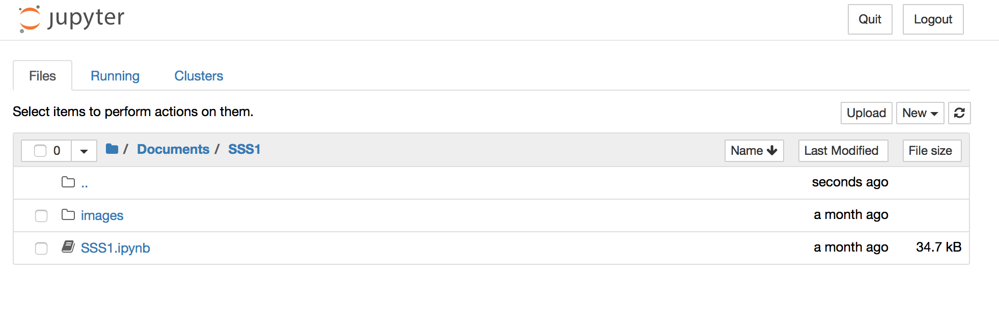 jupyter
Quit
Logout
Files
Running
Clusters
Select items to perform actions on them.
Upload
New
0
/ Documents / SSS1
Name
Last Modified
File size
..
seconds ago
images
a month ago
SSS1.ipynb
a month ago
34.7 kB